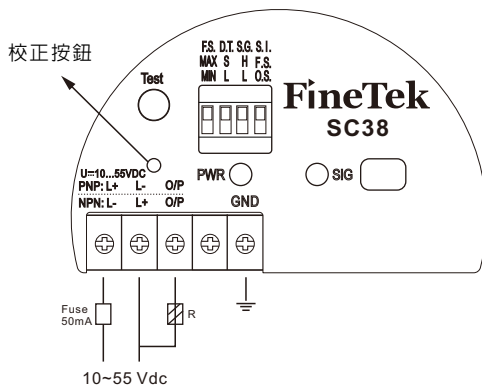 校正按鈕
Test
F.S. D.T. S.G. S.I.
MAX S H F.S.
MIN L L O.S.
FineTek
SC38
U=10...55VDC
PNP: L+ L- O/P
NPN: L- L+ O/P
PWR
SIG
GND
Fuse
50mA
R
10~55 Vdc